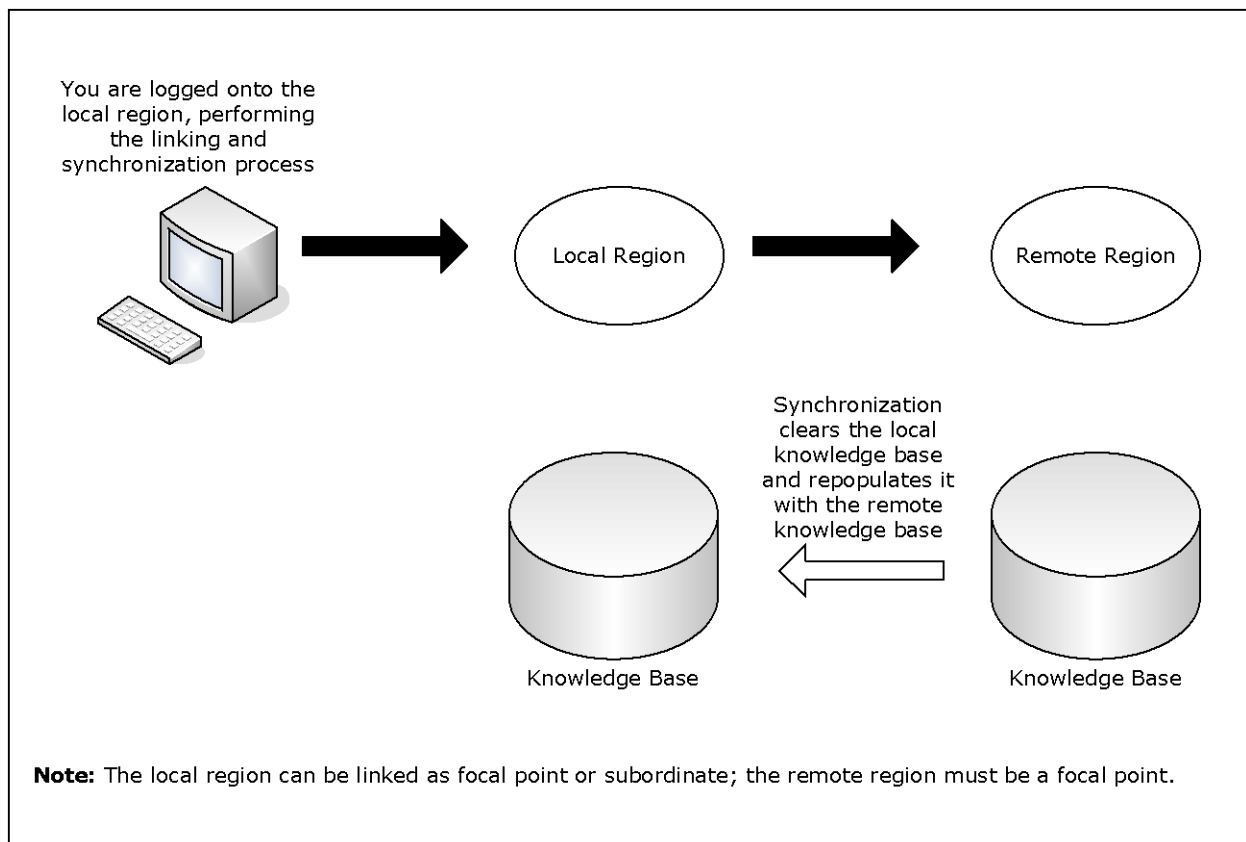 You are logged onto the
local region, performing
the linking and
synchronization process
Local Region
Remote Region
Synchronization
clears the local
knowledge base
and repopulates it
with the remote
knowledge base
Knowledge Base
Knowledge Base
Note: The local region can be linked as focal point or subordinate; the remote region must be a focal point.